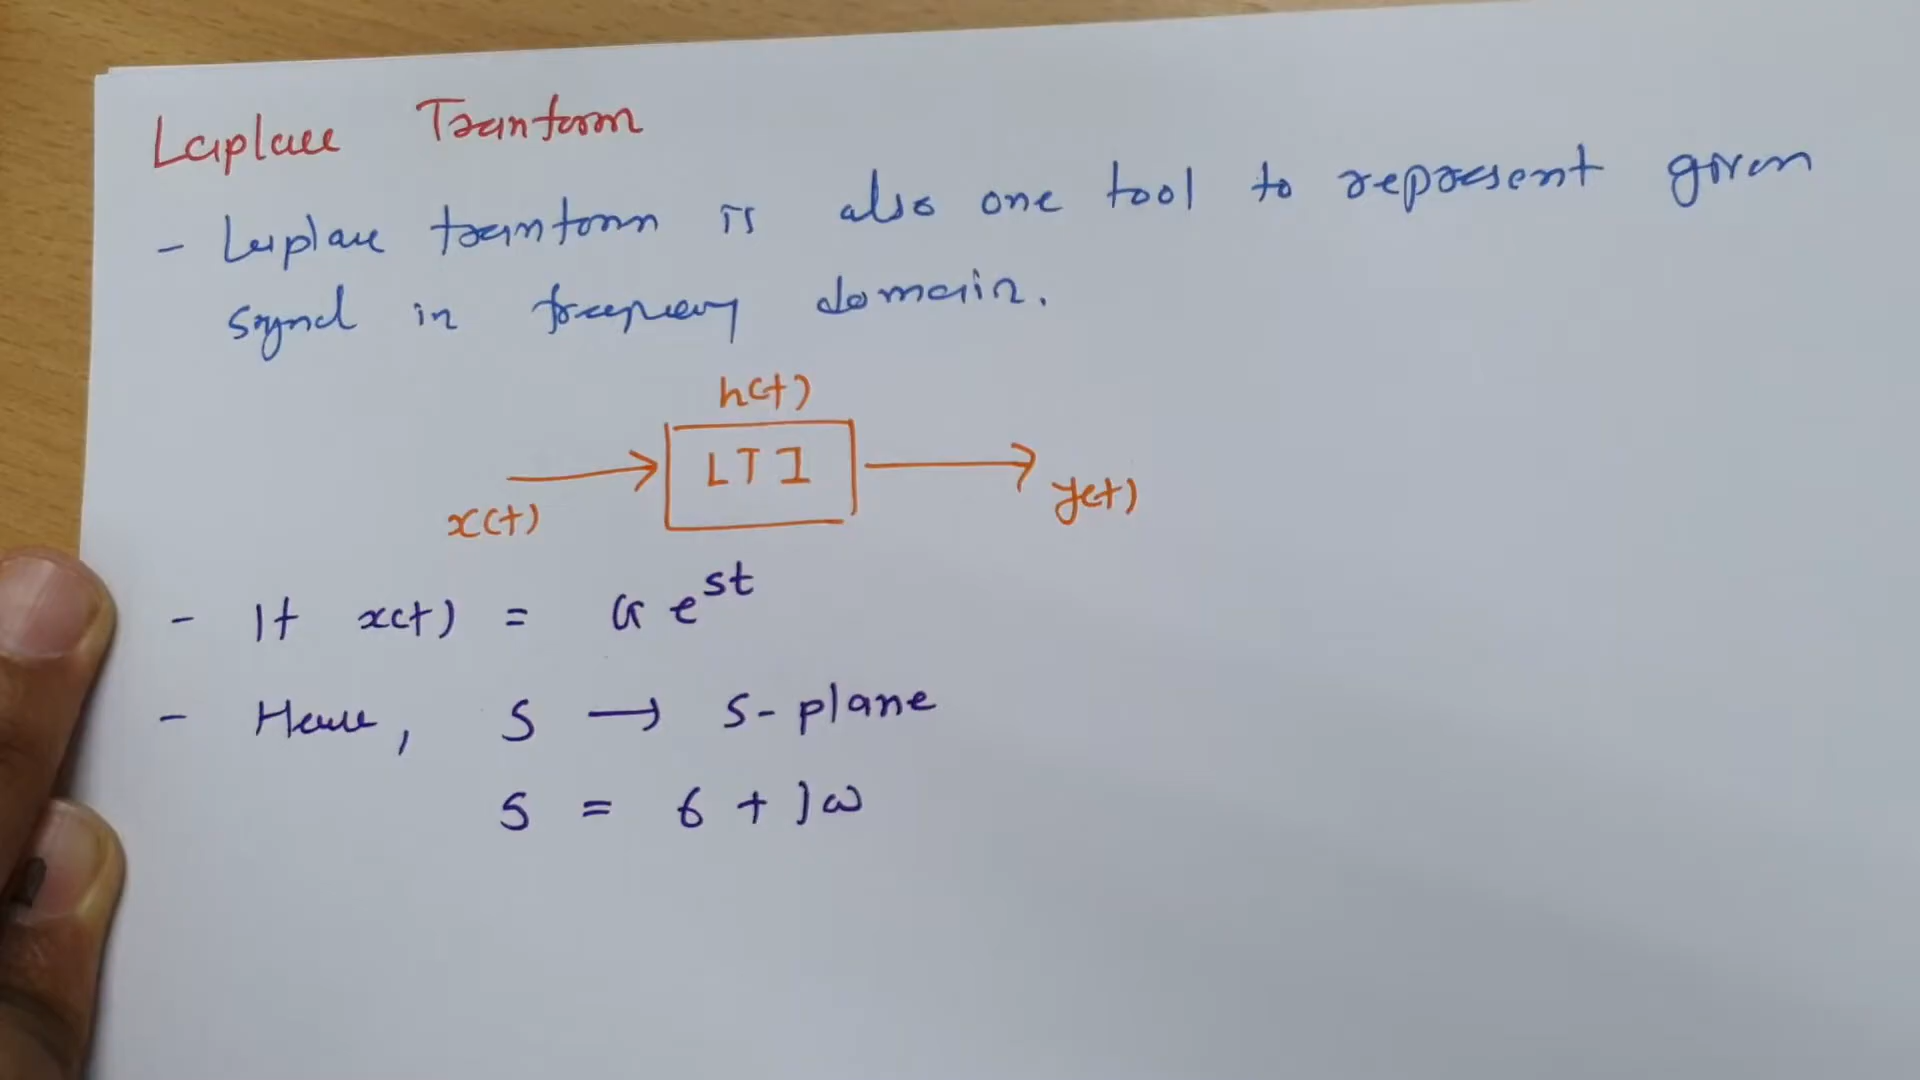 Laplace Transform
- Laplace transform is also one tool to represent given
signal in frequency domain.
h(t)
LTI
x(t)
y(t)
- If x(t) = G e^st
- Here, S → S-plane
S = σ + jω